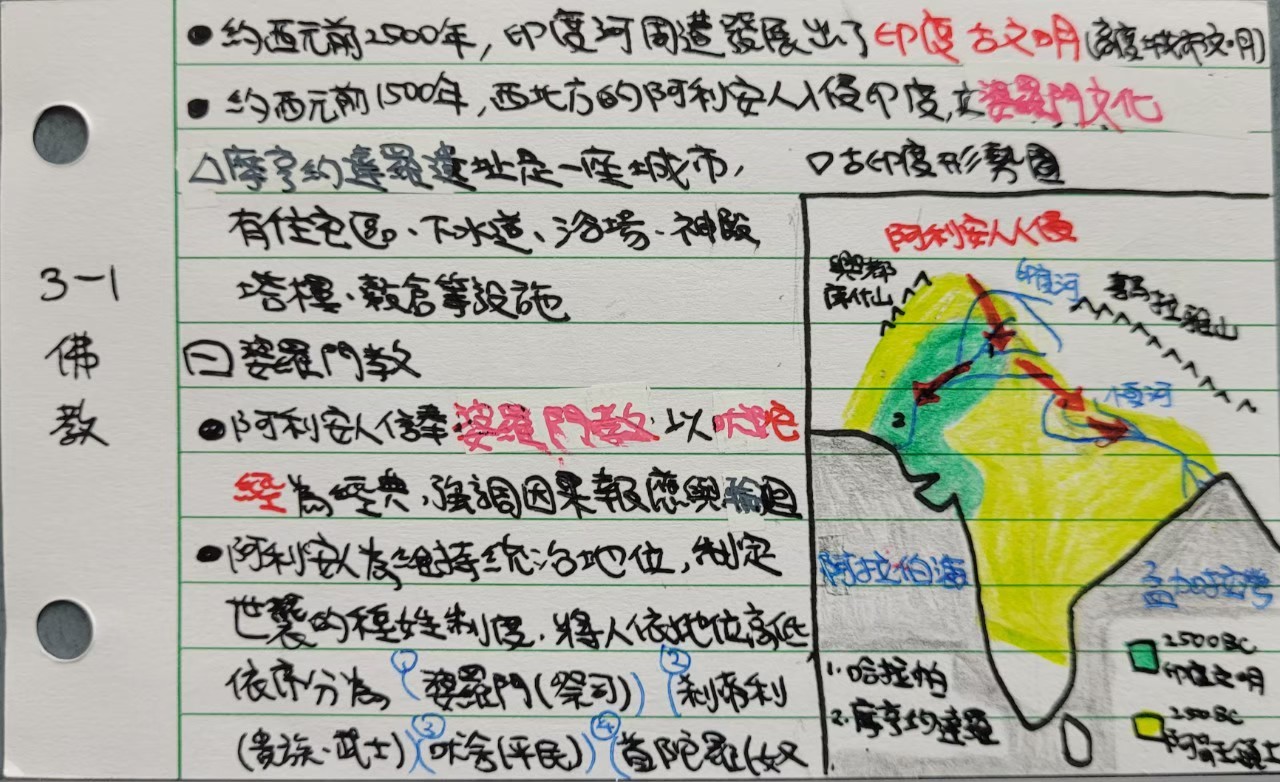 3-1
佛
教
●約西元前2500年,印度河周遭發展出了印度古文明(高度城市文明)
●約西元前1500年,西北方的阿利安人入侵印度,立婆羅門文化
△摩亨約達羅遺址是一座城市,
有住宅區、下水道、浴場、神殿
塔樓、穀倉等設施
㊀婆羅門教
●阿利安人信奉婆羅門教,以吠陀
經為經典,強調因果報應與輪迴
●阿利安人為維持統治地位,制定
世襲的種姓制度,將人依地位高低
依序分為①婆羅門(祭司)②剎帝利
(貴族、武士)③吠舍(平民)④首陀羅(奴
▽古印度形勢圖
阿利安人入侵
興都
庫什山
印度河
喜馬拉雅山
恒河
1
2
阿拉伯海
孟加拉灣
1.哈拉帕
2.摩亨約達羅
2500BC
印度文明
250BC